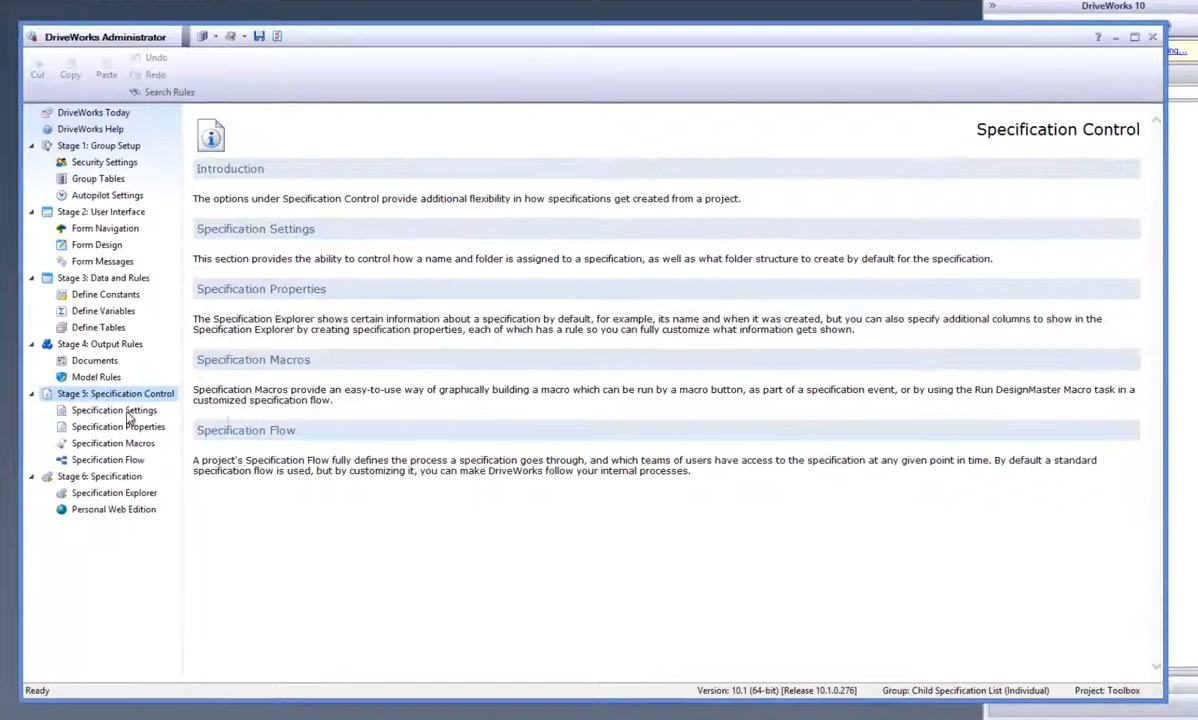 DriveWorks 10
DriveWorks Administrator
Cut
Copy
Paste
Undo
Redo
Search Rules
DriveWorks Today
DriveWorks Help
Stage 1: Group Setup
Security Settings
Group Tables
Autopilot Settings
Stage 2: User Interface
Form Navigation
Form Design
Form Messages
Stage 3: Data and Rules
Define Constants
Define Variables
Define Tables
Stage 4: Output Rules
Documents
Model Rules
Stage 5: Specification Control
Specification Settings
Specification Properties
Specification Macros
Specification Flow
Stage 6: Specification
Specification Explorer
Personal Web Edition
Specification Control
Introduction
The options under Specification Control provide additional flexibility in how specifications get created from a project.
Specification Settings
This section provides the ability to control how a name and folder is assigned to a specification, as well as what folder structure to create by default for the specification.
Specification Properties
The Specification Explorer shows certain information about a specification by default, for example, its name and when it was created, but you can also specify additional columns to show in the
Specification Explorer by creating specification properties, each of which has a rule so you can fully customize what information gets shown.
Specification Macros
Specification Macros provide an easy-to-use way of graphically building a macro which can be run by a macro button, as part of a specification event, or by using the Run DesignMaster Macro task in a
customized specification flow.
Specification Flow
A project's Specification Flow fully defines the process a specification goes through, and which teams of users have access to the specification at any given point in time. By default a standard
specification flow is used, but by customizing it, you can make DriveWorks follow your internal processes.
Ready
Version: 10.1 (64-bit) [Release 10.1.0.276]
Group: Child Specification List (Individual)
Project: Toolbox